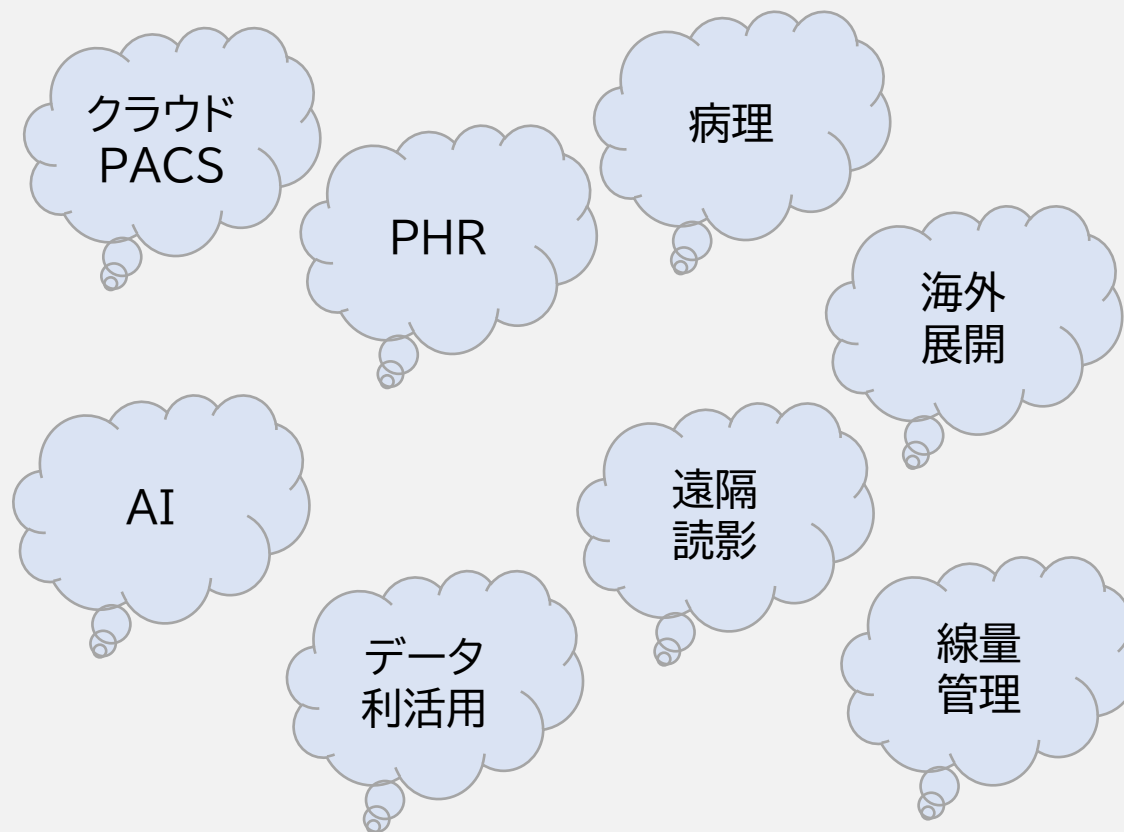 クラウド
PACS
PHR
病理
海外
展開
AI
データ
利活用
遠隔
読影
線量
管理